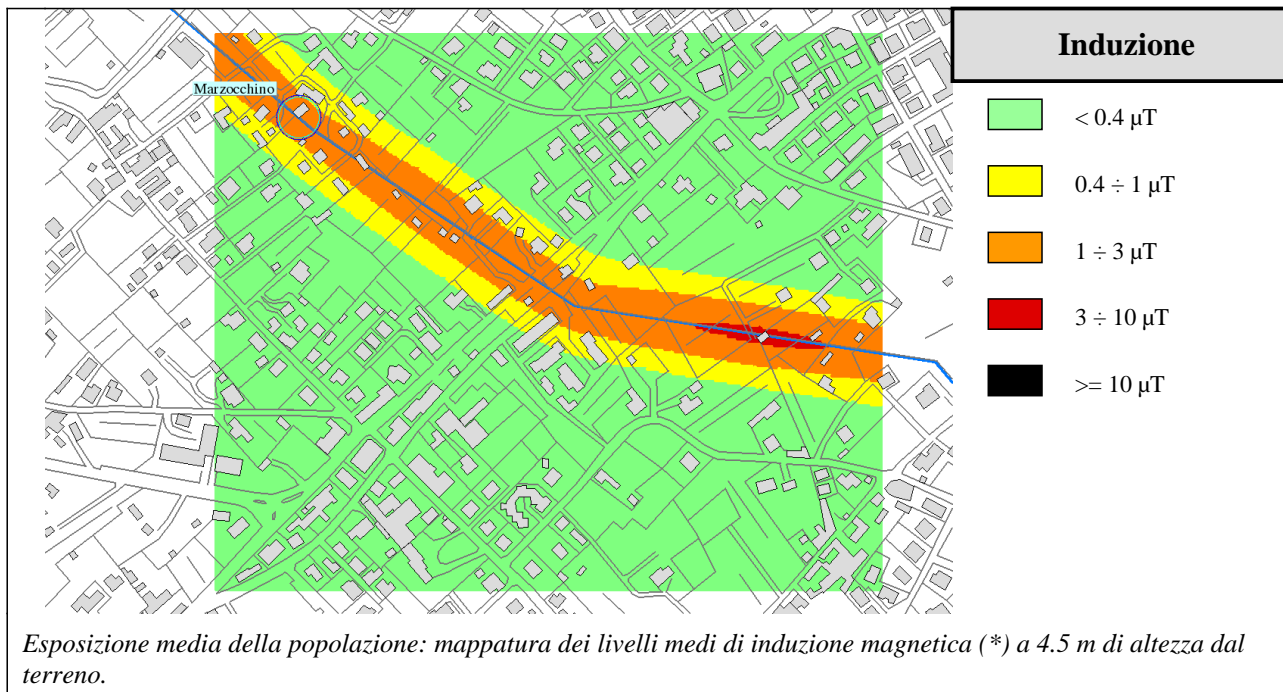 Marzocchino
Induzione
< 0.4 µT
0.4 ÷ 1 µT
1 ÷ 3 µT
3 ÷ 10 µT
>= 10 µT
Esposizione media della popolazione: mappatura dei livelli medi di induzione magnetica (*) a 4.5 m di altezza dal
terreno.